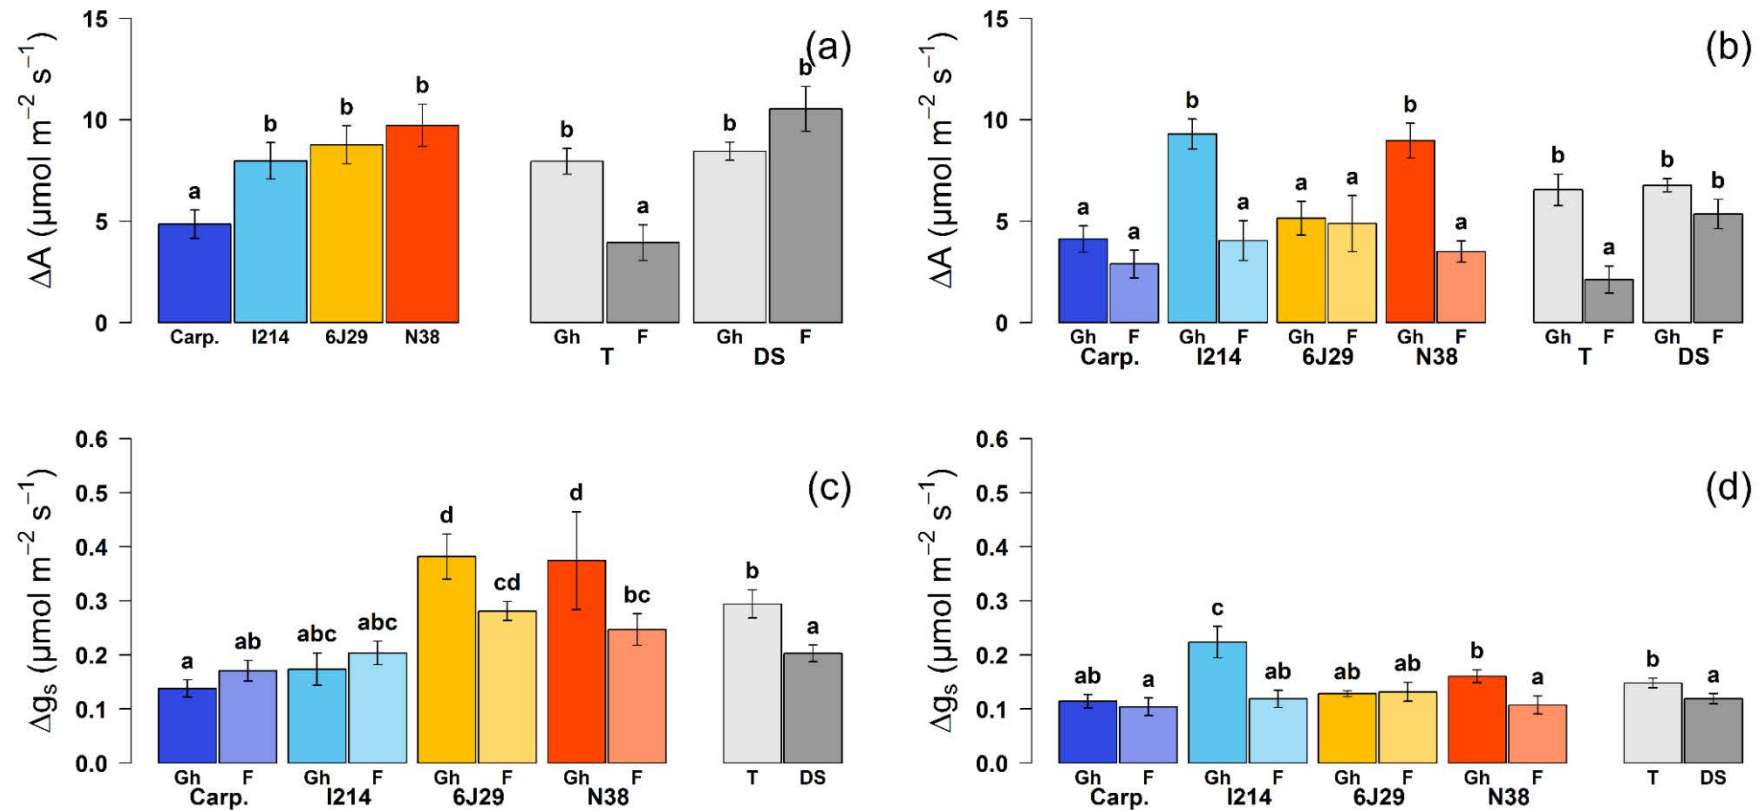 (a)
ΔA (µmol m⁻² s⁻¹)
15
10
5
0
a
b
b
b
b
a
b
b
Carp. I214 6J29 N38
Gh F Gh F
T DS
(b)
ΔA (µmol m⁻² s⁻¹)
15
10
5
0
a a b a a a b a
b a b b
Gh F Gh F Gh F Gh F Gh F Gh F
Carp. I214 6J29 N38 T DS
(c)
Δgₛ (µmol m⁻² s⁻¹)
0.6
0.5
0.4
0.3
0.2
0.1
0.0
a ab abc abc d cd d bc
b a
Gh F Gh F Gh F Gh F T DS
Carp. I214 6J29 N38
(d)
Δgₛ (µmol m⁻² s⁻¹)
0.6
0.5
0.4
0.3
0.2
0.1
0.0
ab a c ab ab ab b a
b a
Gh F Gh F Gh F Gh F T DS
Carp. I214 6J29 N38